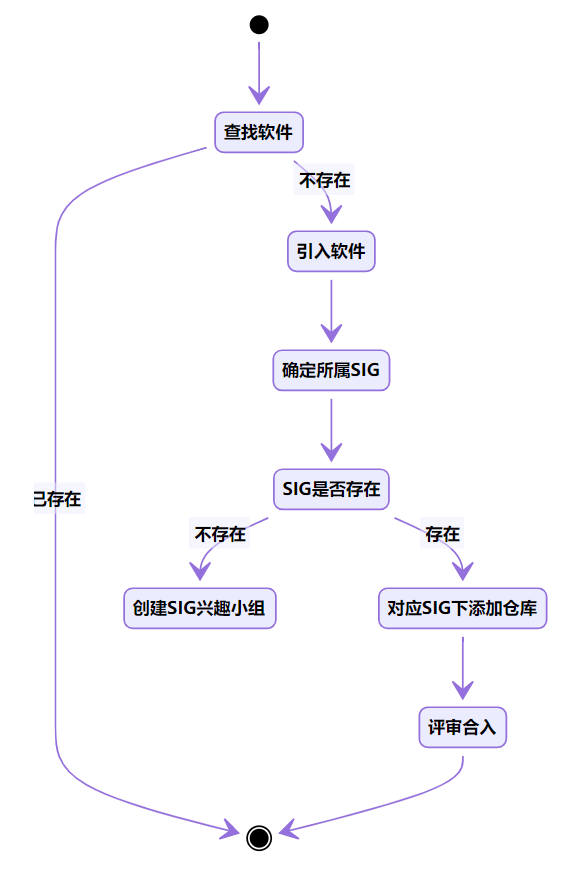 查找软件
不存在
引入软件
确定所属SIG
SIG是否存在
已存在
不存在
存在
创建SIG兴趣小组
对应SIG下添加仓库
评审合入